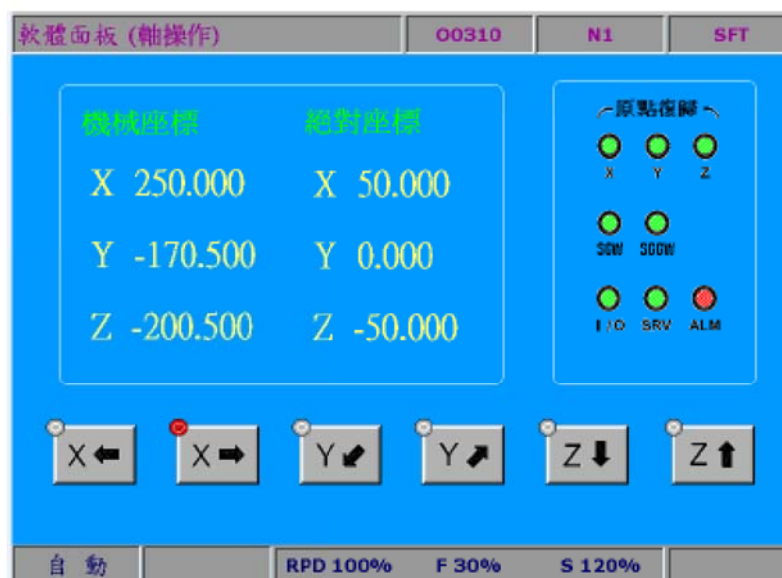 軟體面板 (軸操作) O0310 N1 SFT
機械座標 絕對座標
X 250.000 X 50.000
Y -170.500 Y 0.000
Z -200.500 Z -50.000
原點復歸
X Y Z
SGW SGGW
I/O SRV ALM
X X Y Y Z Z
自動 RPD 100% F 30% S 120%